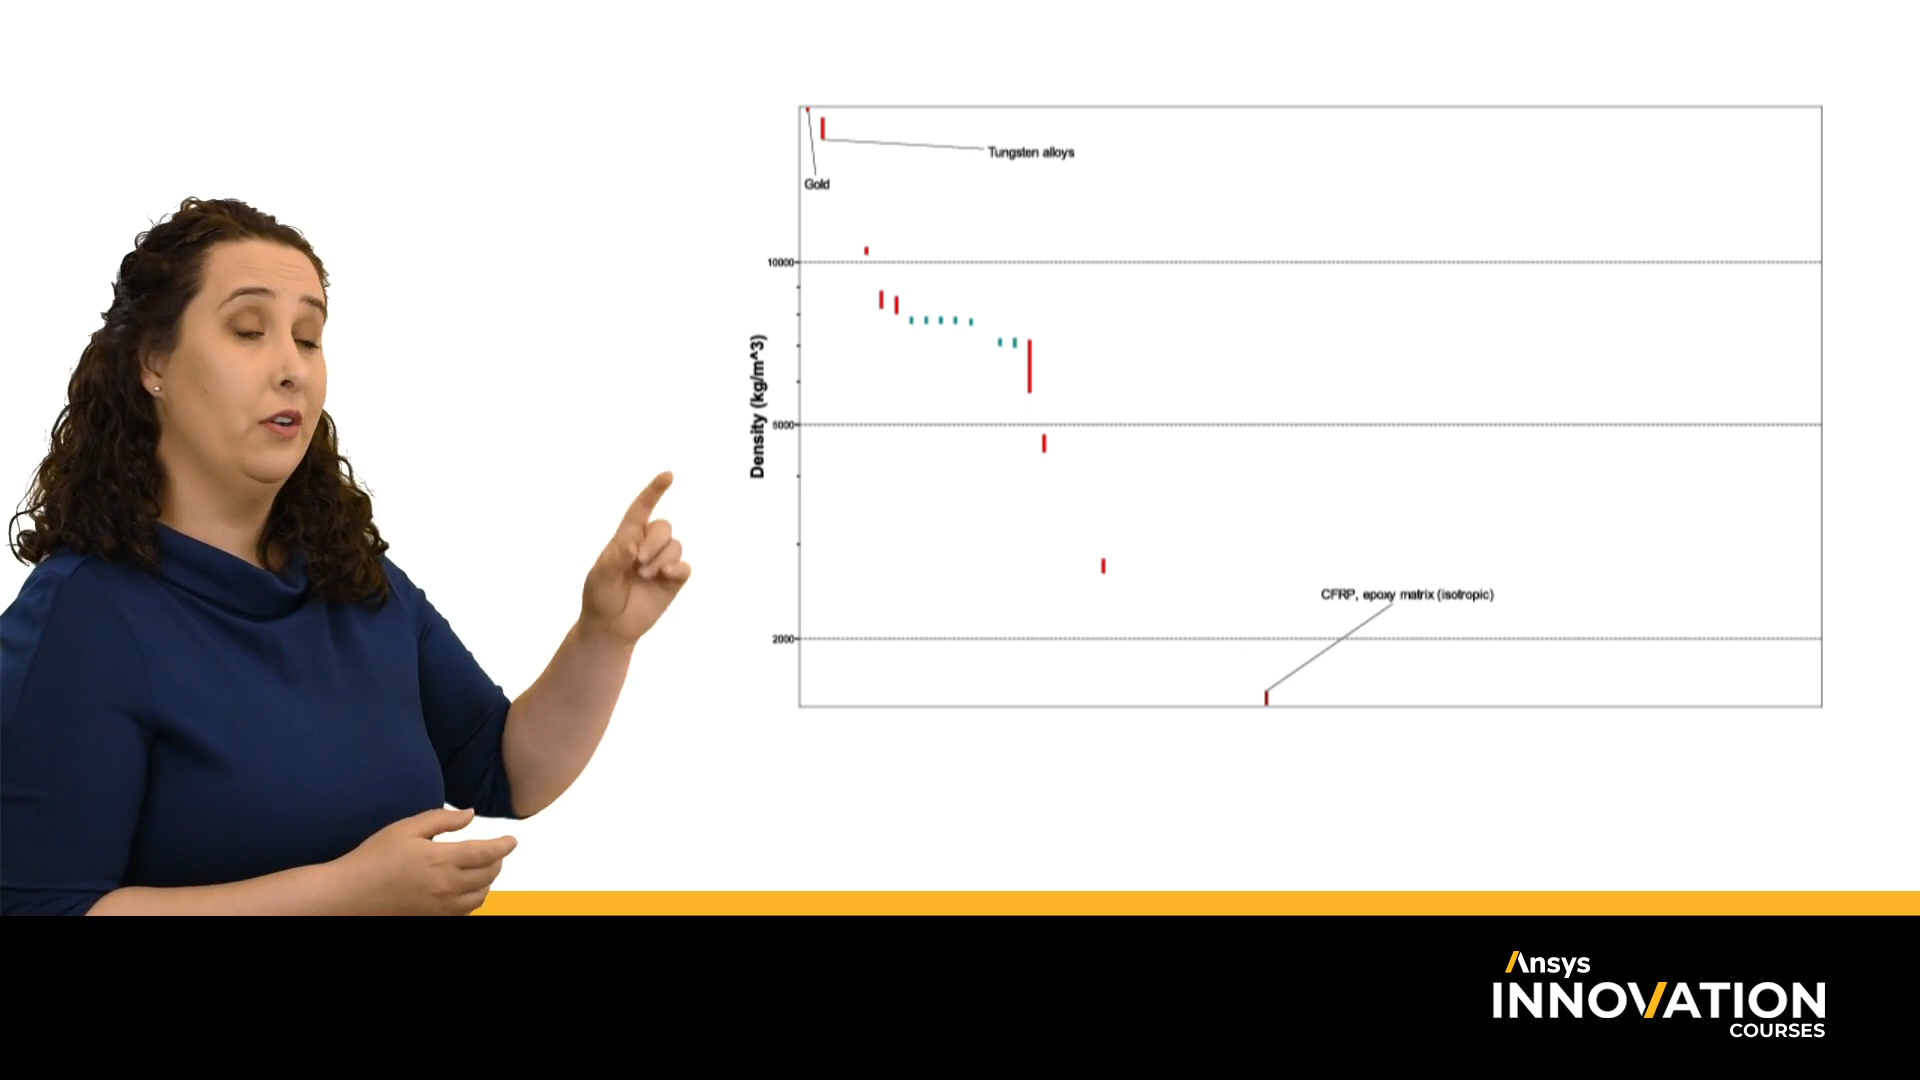 Tungsten alloys
Gold
10000
Density (kg/m^3)
5000
CFRP, epoxy matrix (isotropic)
2000
Ansys
INNOVATION
COURSES